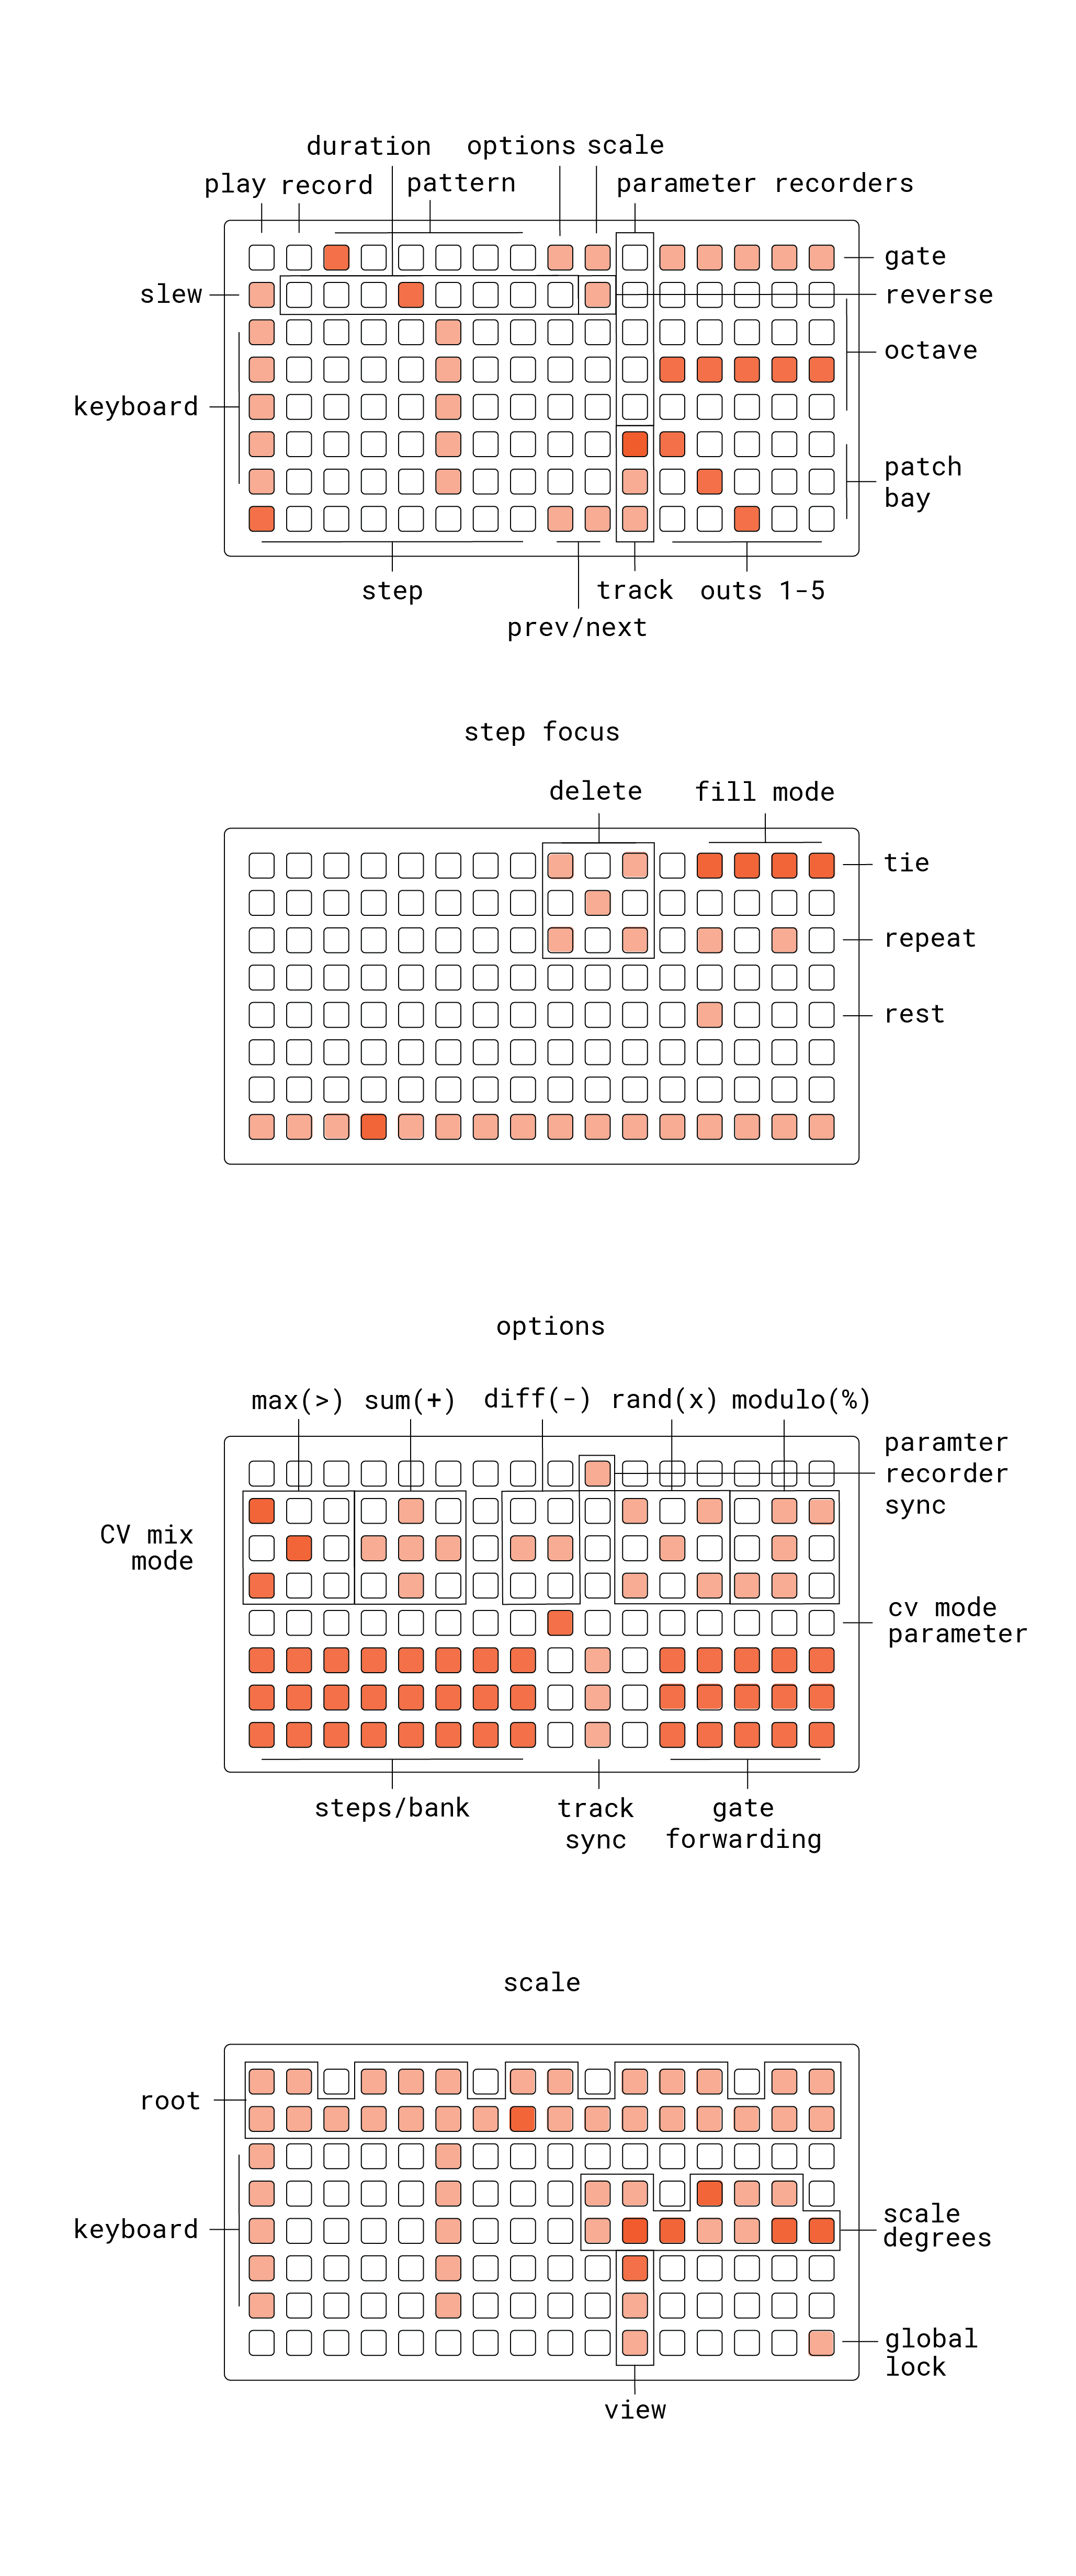 duration options scale
play record pattern parameter recorders
gate
slew reverse
octave
keyboard
patch
bay
step track outs 1-5
prev/next
step focus
delete fill mode
tie
repeat
rest
options
max(>) sum(+) diff(-) rand(x) modulo(%)
paramter
recorder
sync
CV mix
mode
cv mode
parameter
steps/bank track gate
sync forwarding
scale
root
keyboard
scale
degrees
global
lock
view